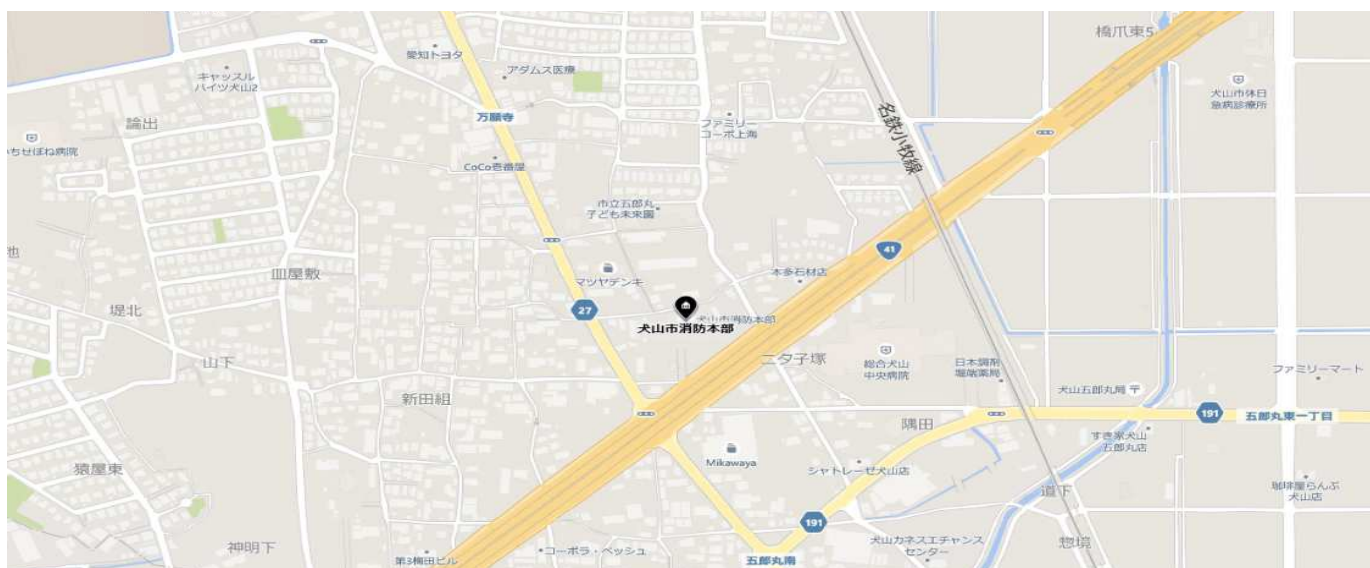 橋爪東5
愛知トヨタ
アダムス医療
キャッスル
ハイツ犬山2
犬山市休日
急病診療所
論出
万願寺
ファミリー
コーポ上海
名鉄小牧線
ちせぼね病院
CoCo壱番屋
市立五郎丸
子ども未来園
池
皿屋敷
41
本多石材店
マツヤデンキ
堤北
27
犬山市消防本部
犬山市消防本部
山下
二タ子塚
総合犬山
中央病院
日本調剤
堀端薬局
ファミリーマート
犬山五郎丸局
新田組
隅田
191
五郎丸東一丁目
すき家犬山
五郎丸店
猿屋東
Mikawaya
シャトレーゼ犬山店
珈琲屋らんぷ
犬山店
道下
191
神明下
第3梅田ビル
コーポラ・ベッシュ
五郎丸南
犬山カネスエチャンス
センター
惣境